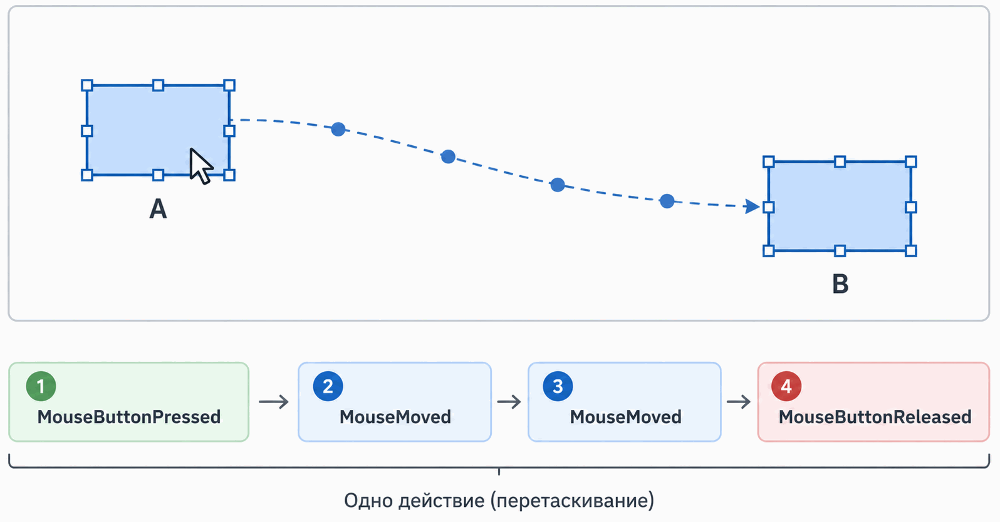 A
B
1
MouseButtonPressed
2
MouseMoved
3
MouseMoved
4
MouseButtonReleased
Одно действие (перетаскивание)